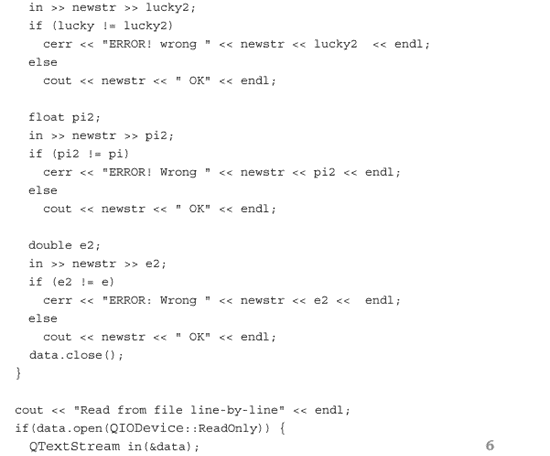 in >> newstr >> lucky2;
if (lucky != lucky2)
cerr << "ERROR! wrong " << newstr << lucky2  << endl;
else
cout << newstr << " OK" << endl;

float pi2;
in >> newstr >> pi2;
if (pi2 != pi)
cerr << "ERROR! Wrong " << newstr << pi2 << endl;
else
cout << newstr << " OK" << endl;

double e2;
in >> newstr >> e2;
if (e2 != e)
cerr << "ERROR: Wrong " << newstr << e2 <<  endl;
else
cout << newstr << " OK" << endl;
data.close();
}

cout << "Read from file line-by-line" << endl;
if(data.open(QIODevice::ReadOnly)) {
QTextStream in(&data);
6